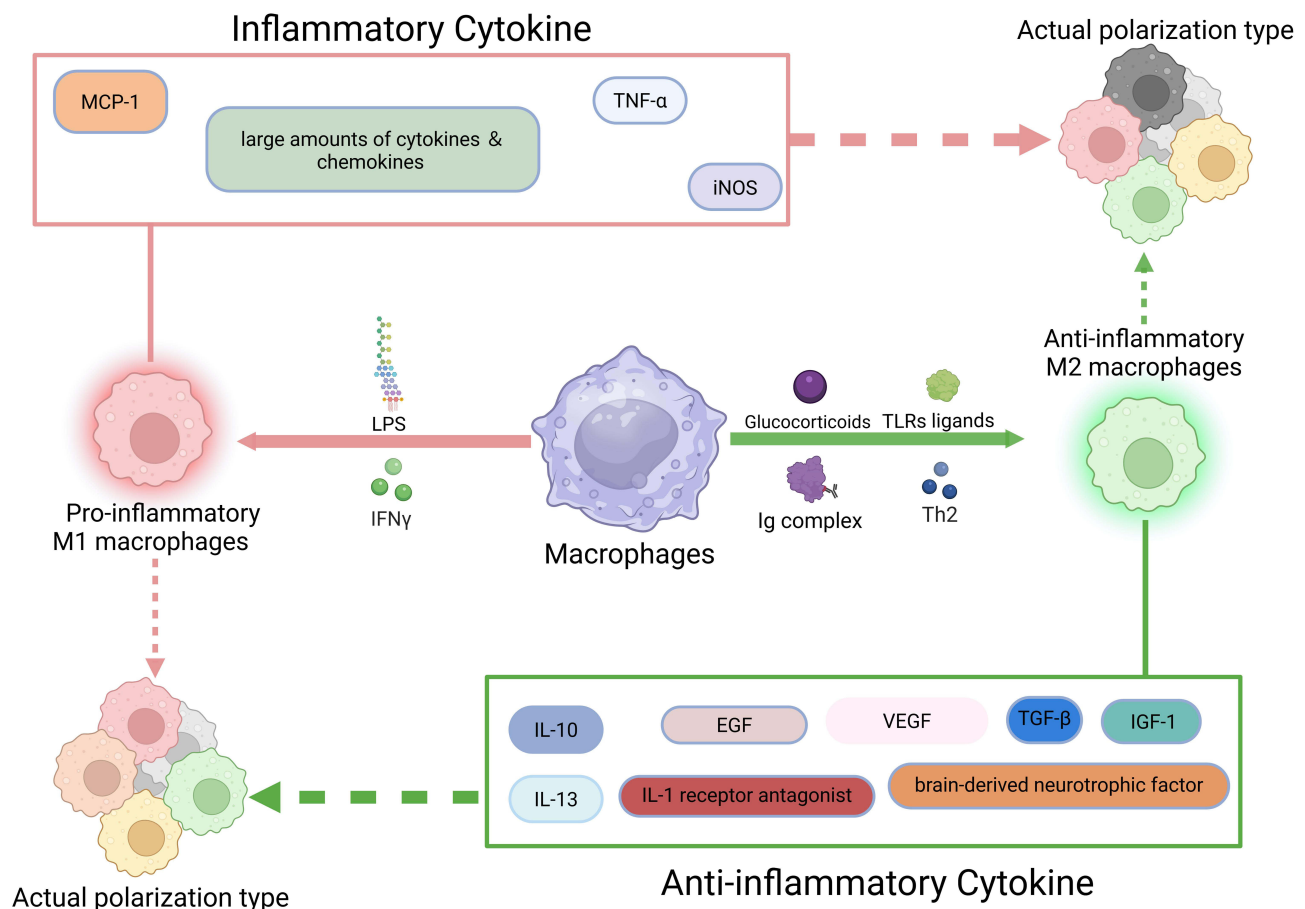 Inflammatory Cytokine
Actual polarization type
MCP-1
TNF-α
large amounts of cytokines &
chemokines
iNOS
Anti-inflammatory
M2 macrophages
LPS
Glucocorticoids
TLRs ligands
IFNγ
Ig complex
Th2
Pro-inflammatory
M1 macrophages
Macrophages
IL-10
EGF
VEGF
TGF-β
IGF-1
IL-13
IL-1 receptor antagonist
brain-derived neurotrophic factor
Actual polarization type
Anti-inflammatory Cytokine